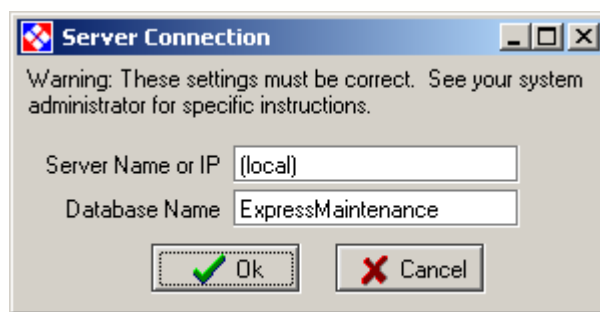 Server Connection
Warning: These settings must be correct.  See your system
administrator for specific instructions.
Server Name or IP (local)
Database Name ExpressMaintenance
Ok Cancel